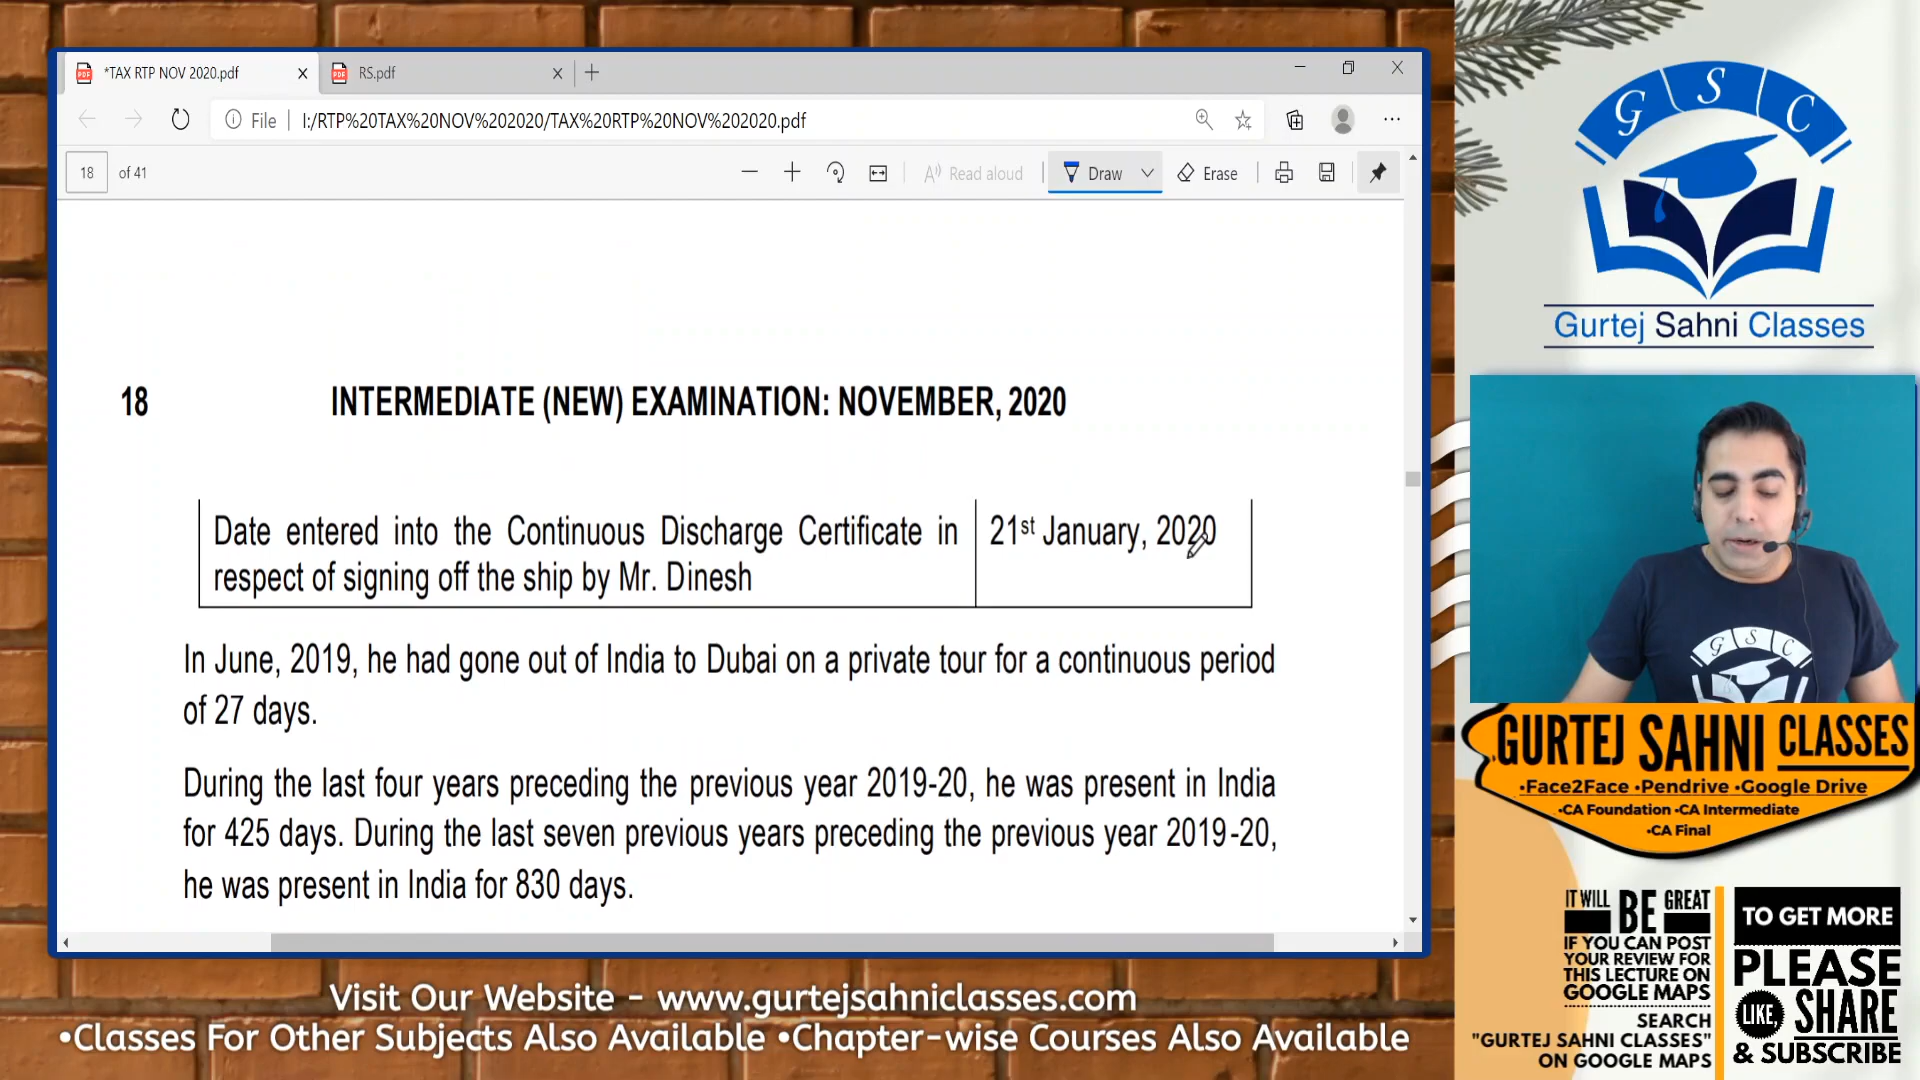 *TAX RTP NOV 2020.pdf
RS.pdf
File
I:/RTP%20TAX%20NOV%202020/TAX%20RTP%20NOV%202020.pdf
18 of 41
Read aloud
Draw
Erase
18 INTERMEDIATE (NEW) EXAMINATION: NOVEMBER, 2020
Date entered into the Continuous Discharge Certificate in 21st January, 2020
respect of signing off the ship by Mr. Dinesh
In June, 2019, he had gone out of India to Dubai on a private tour for a continuous period
of 27 days.
During the last four years preceding the previous year 2019-20, he was present in India
for 425 days. During the last seven previous years preceding the previous year 2019-20,
he was present in India for 830 days.
Visit Our Website - www.gurtejsahniclasses.com
•Classes For Other Subjects Also Available •Chapter-wise Courses Also Available
G S C
Gurtej Sahni Classes
G S C
GURTEJ SAHNI CLASSES
•Face2Face •Pendrive •Google Drive
•CA Foundation •CA Intermediate
•CA Final
IT WILL BE GREAT
IF YOU CAN POST
YOUR REVIEW FOR
THIS LECTURE ON
GOOGLE MAPS
SEARCH
"GURTEJ SAHNI CLASSES"
ON GOOGLE MAPS
TO GET MORE
PLEASE
LIKE, SHARE
& SUBSCRIBE